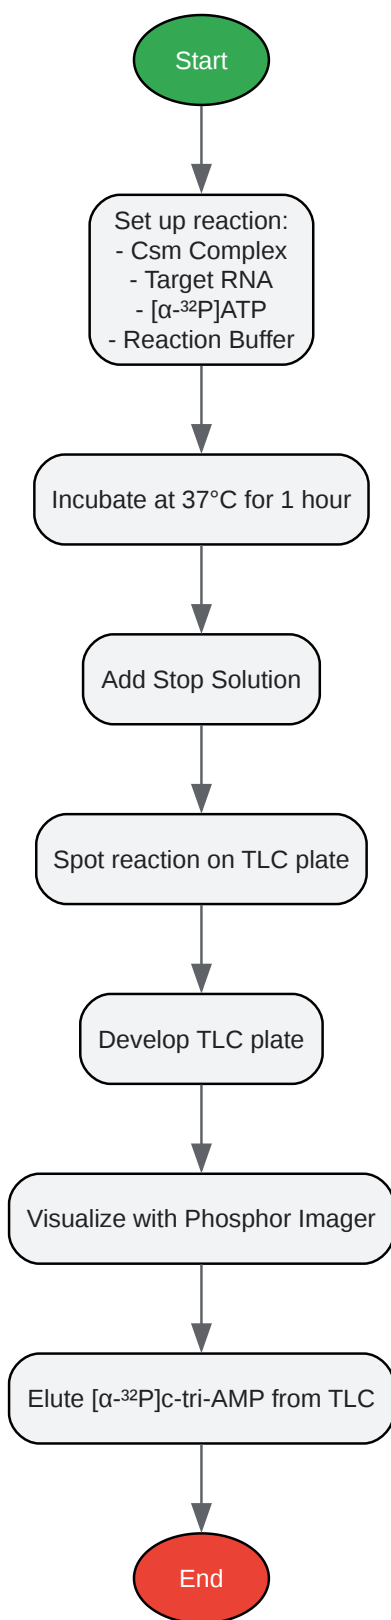 Start
Set up reaction:
- Csm Complex
- Target RNA
- [α-³²P]ATP
- Reaction Buffer
Incubate at 37°C for 1 hour
Add Stop Solution
Spot reaction on TLC plate
Develop TLC plate
Visualize with Phosphor Imager
Elute [α-³²P]c-tri-AMP from TLC
End